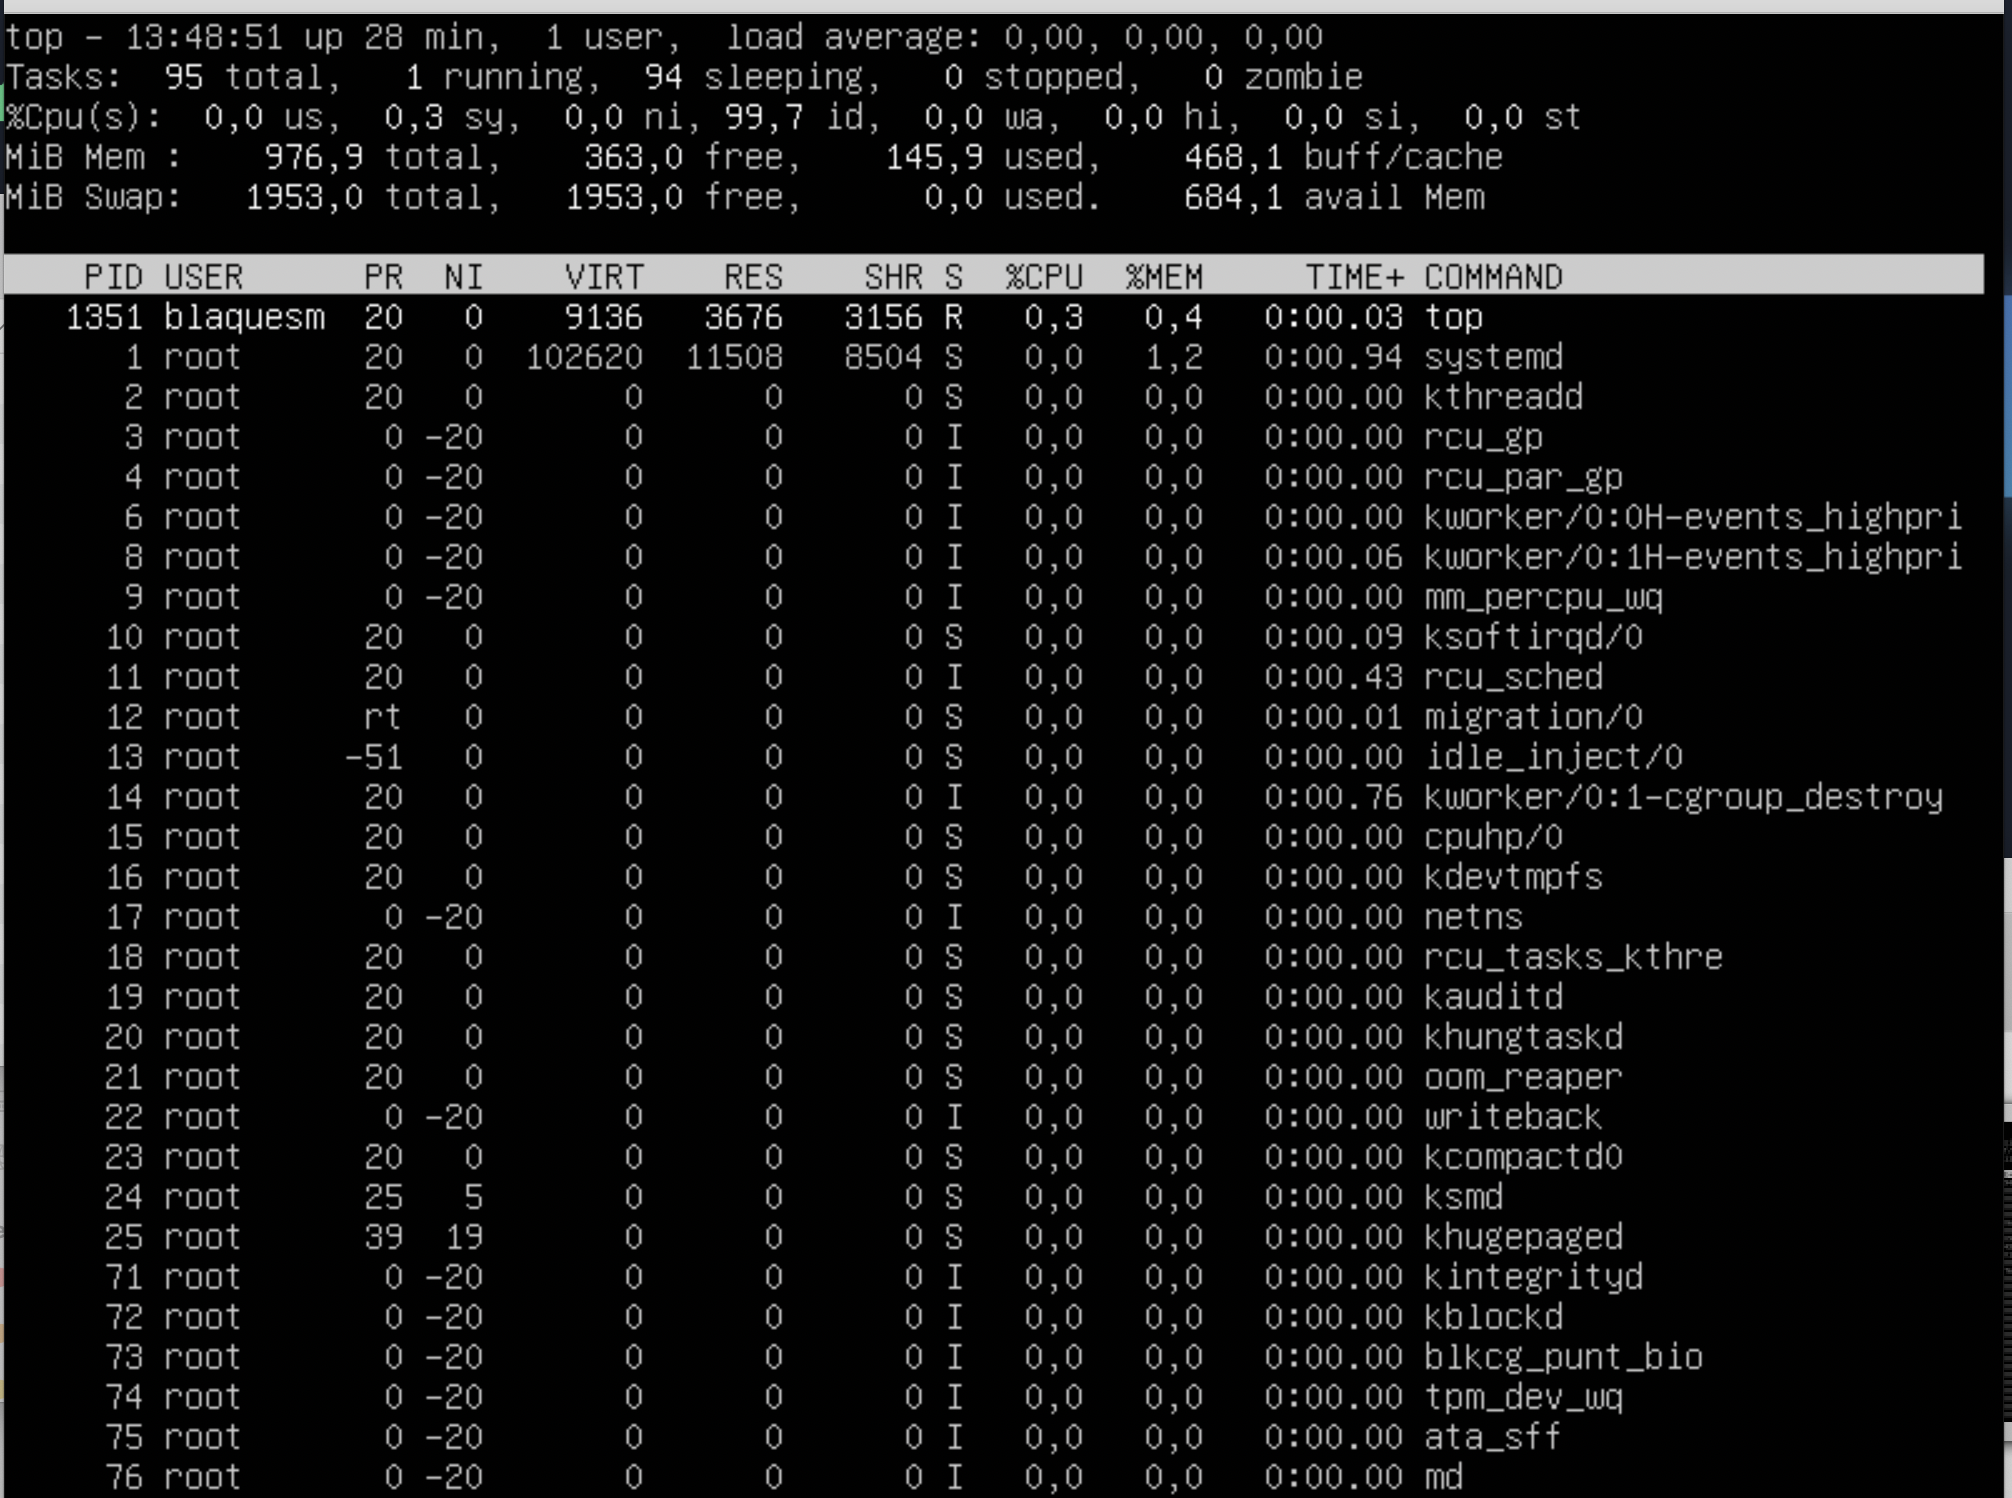 top - 13:48:51 up 28 min,  1 user,  load average: 0,00, 0,00, 0,00
Tasks:  95 total,   1 running,  94 sleeping,   0 stopped,   0 zombie
%Cpu(s):  0,0 us,  0,3 sy,  0,0 ni, 99,7 id,  0,0 wa,  0,0 hi,  0,0 si,  0,0 st
MiB Mem :    976,9 total,    363,0 free,    145,9 used,    468,1 buff/cache
MiB Swap:   1953,0 total,   1953,0 free,      0,0 used.    684,1 avail Mem
PID USER      PR  NI    VIRT    RES    SHR S  %CPU  %MEM     TIME+ COMMAND
1351 blaquesm  20   0    9136   3676   3156 R   0,3   0,4   0:00.03 top
1 root      20   0  102620  11508   8504 S   0,0   1,2   0:00.94 systemd
2 root      20   0       0      0      0 S   0,0   0,0   0:00.00 kthreadd
3 root       0 -20       0      0      0 I   0,0   0,0   0:00.00 rcu_gp
4 root       0 -20       0      0      0 I   0,0   0,0   0:00.00 rcu_par_gp
6 root       0 -20       0      0      0 I   0,0   0,0   0:00.00 kworker/0:0H-events_highpri
8 root       0 -20       0      0      0 I   0,0   0,0   0:00.06 kworker/0:1H-events_highpri
9 root       0 -20       0      0      0 I   0,0   0,0   0:00.00 mm_percpu_wq
10 root      20   0       0      0      0 S   0,0   0,0   0:00.09 ksoftirqd/0
11 root      20   0       0      0      0 I   0,0   0,0   0:00.43 rcu_sched
12 root      rt   0       0      0      0 S   0,0   0,0   0:00.01 migration/0
13 root     -51   0       0      0      0 S   0,0   0,0   0:00.00 idle_inject/0
14 root      20   0       0      0      0 I   0,0   0,0   0:00.76 kworker/0:1-cgroup_destroy
15 root      20   0       0      0      0 S   0,0   0,0   0:00.00 cpuhp/0
16 root      20   0       0      0      0 S   0,0   0,0   0:00.00 kdevtmpfs
17 root       0 -20       0      0      0 I   0,0   0,0   0:00.00 netns
18 root      20   0       0      0      0 S   0,0   0,0   0:00.00 rcu_tasks_kthre
19 root      20   0       0      0      0 S   0,0   0,0   0:00.00 kauditd
20 root      20   0       0      0      0 S   0,0   0,0   0:00.00 khungtaskd
21 root      20   0       0      0      0 S   0,0   0,0   0:00.00 oom_reaper
22 root       0 -20       0      0      0 I   0,0   0,0   0:00.00 writeback
23 root      20   0       0      0      0 S   0,0   0,0   0:00.00 kcompactd0
24 root      25   5       0      0      0 S   0,0   0,0   0:00.00 ksmd
25 root      39  19       0      0      0 S   0,0   0,0   0:00.00 khugepaged
71 root       0 -20       0      0      0 I   0,0   0,0   0:00.00 kintegrityd
72 root       0 -20       0      0      0 I   0,0   0,0   0:00.00 kblockd
73 root       0 -20       0      0      0 I   0,0   0,0   0:00.00 blkcg_punt_bio
74 root       0 -20       0      0      0 I   0,0   0,0   0:00.00 tpm_dev_wq
75 root       0 -20       0      0      0 I   0,0   0,0   0:00.00 ata_sff
76 root       0 -20       0      0      0 I   0,0   0,0   0:00.00 md